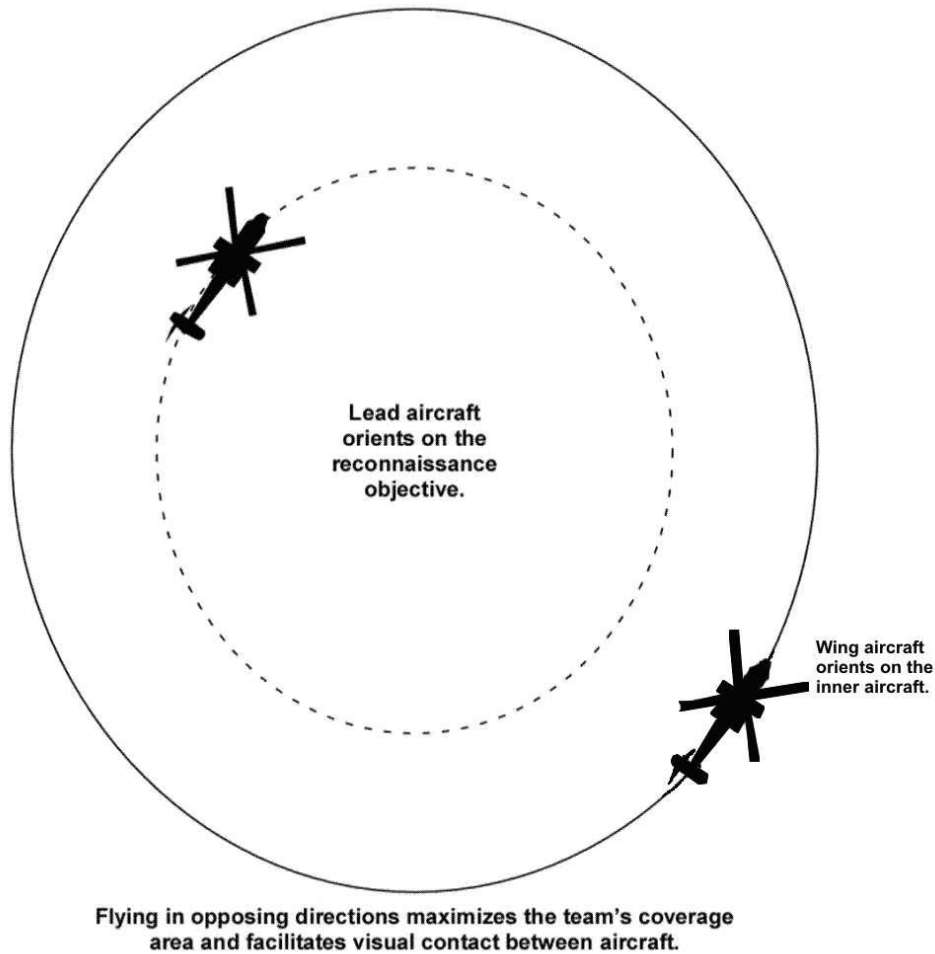 Lead aircraft
orients on the
reconnaissance
objective.
Wing aircraft
orients on the
inner aircraft.
Flying in opposing directions maximizes the team's coverage
area and facilitates visual contact between aircraft.